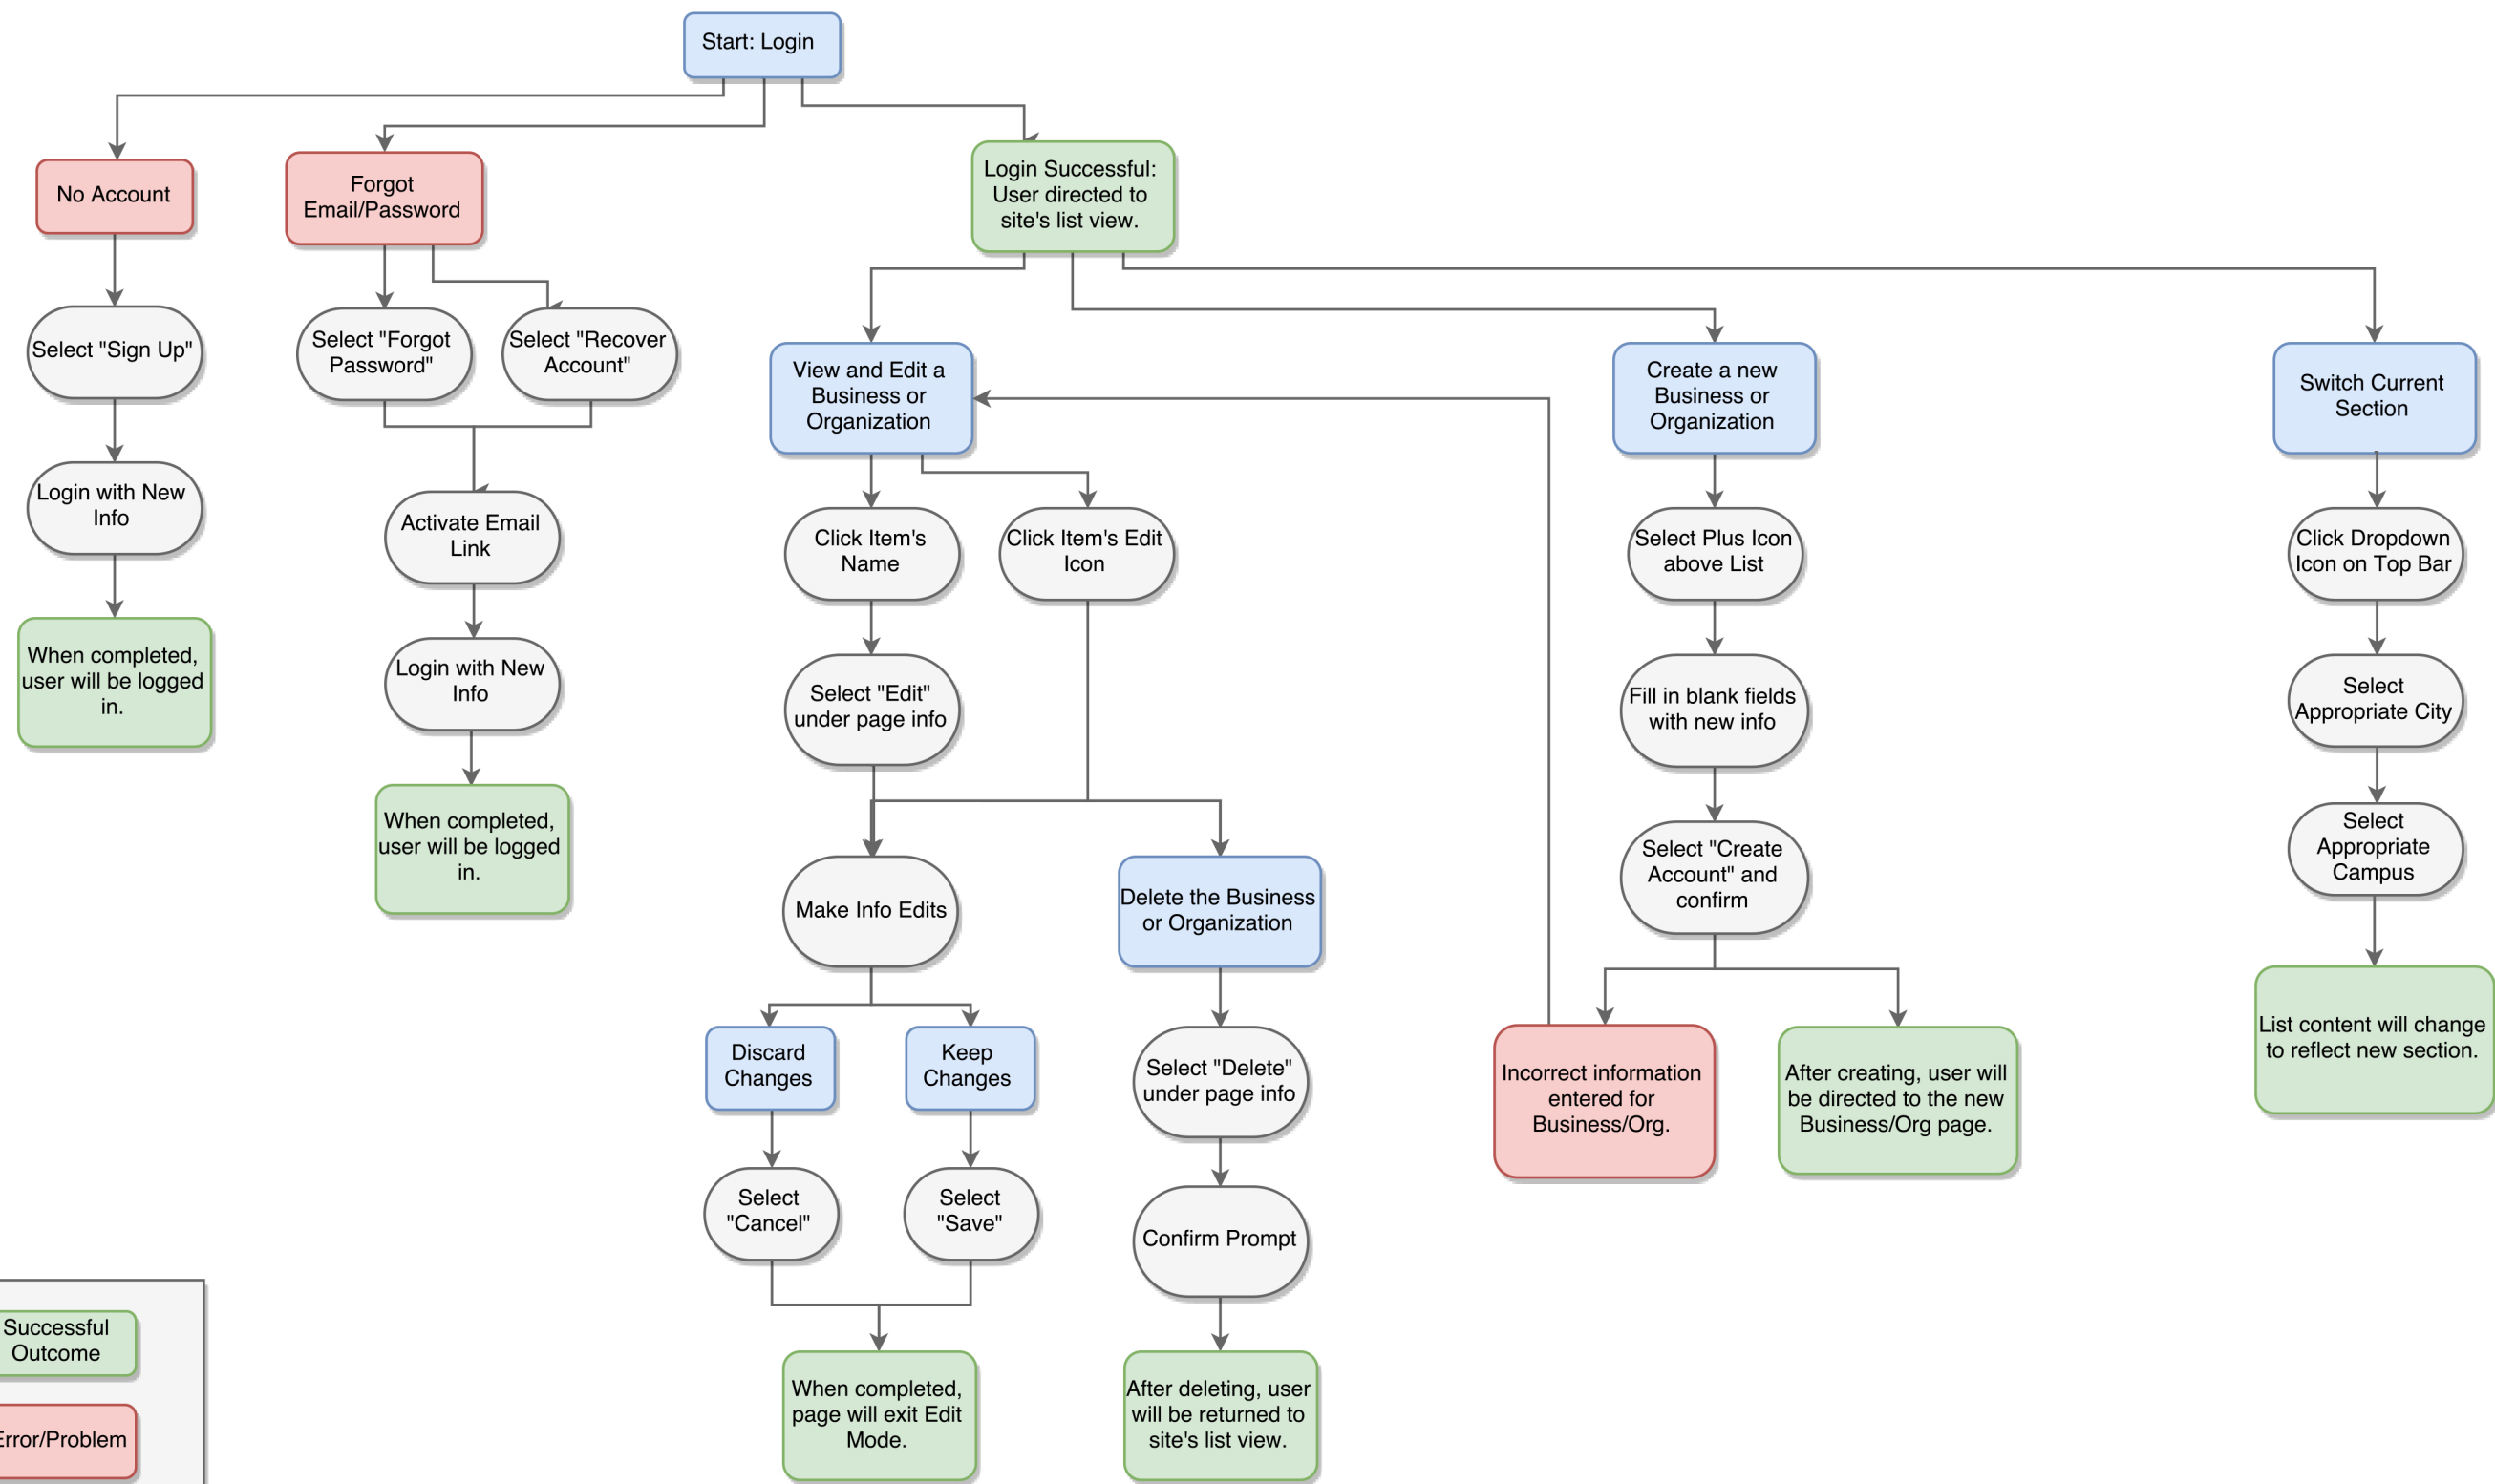 Start: Login
No Account
Forgot
Email/Password
Login Successful:
User directed to
site's list view.
Select "Sign Up"
Select "Forgot
Password"
Select "Recover
Account"
View and Edit a
Business or
Organization
Create a new
Business or
Organization
Switch Current
Section
Login with New
Info
Activate Email
Link
Click Item's
Name
Click Item's Edit
Icon
Select Plus Icon
above List
Click Dropdown
Icon on Top Bar
When completed,
user will be logged
in.
Login with New
Info
Select "Edit"
under page info
Fill in blank fields
with new info
Select
Appropriate City
When completed,
user will be logged
in.
Make Info Edits
Delete the Business
or Organization
Select "Create
Account" and
confirm
Select
Appropriate
Campus
Discard
Changes
Keep
Changes
Select "Delete"
under page info
Incorrect information
entered for
Business/Org.
After creating, user will
be directed to the new
Business/Org page.
List content will change
to reflect new section.
Select
"Cancel"
Select
"Save"
Confirm Prompt
When completed,
page will exit Edit
Mode.
After deleting, user
will be returned to
site's list view.
Successful
Outcome
Error/Problem